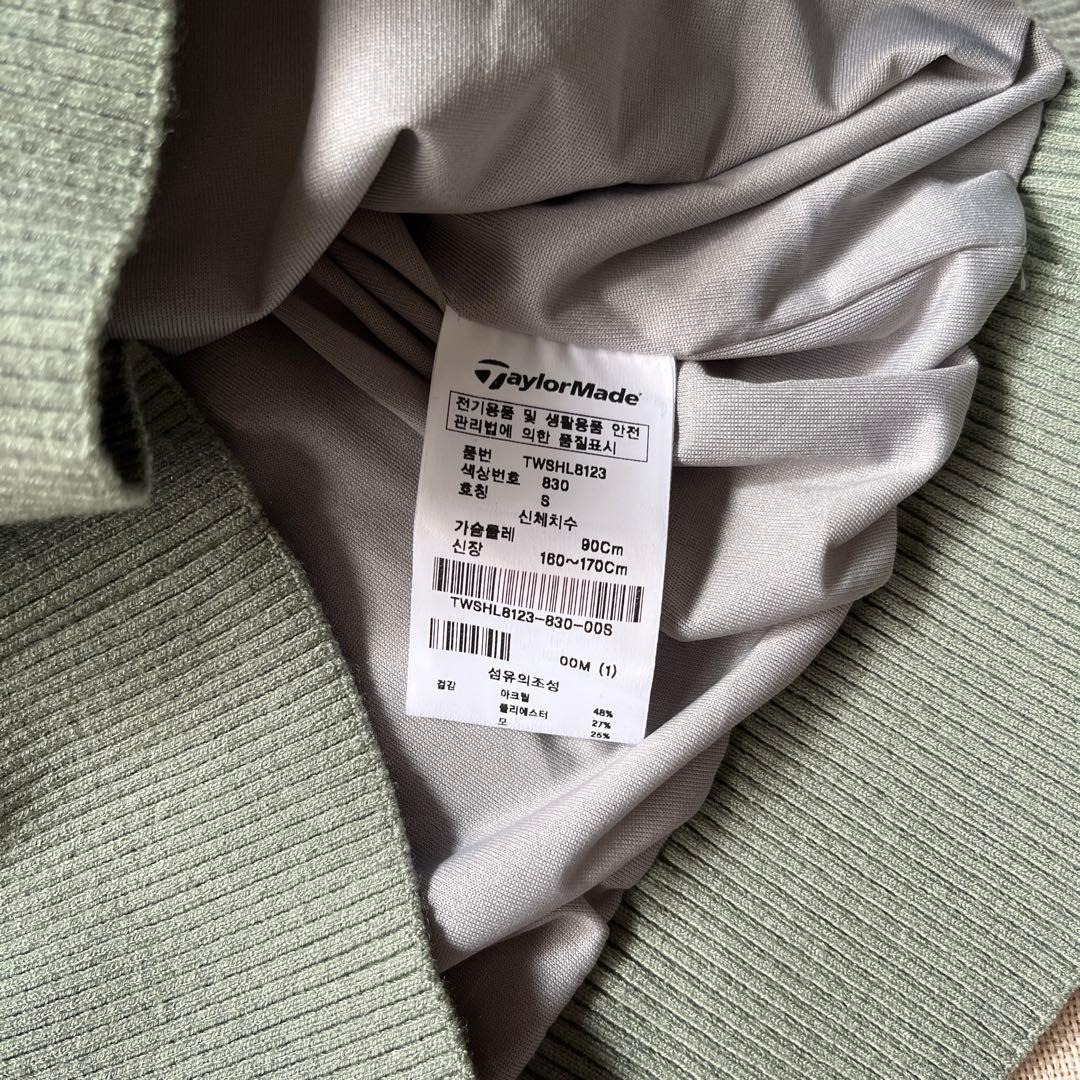 TaylorMade
전기용품 및 생활용품 안전
관리법에 의한 품질표시
품번 TWSHL8123
색상번호 830
호칭 S
신체치수
가슴둘레 90Cm
신장 160~170Cm
TWSHL8123-830-00S
00M (1)
섬유의조성
겉감 아크릴 48%
폴리에스터 27%
모 25%